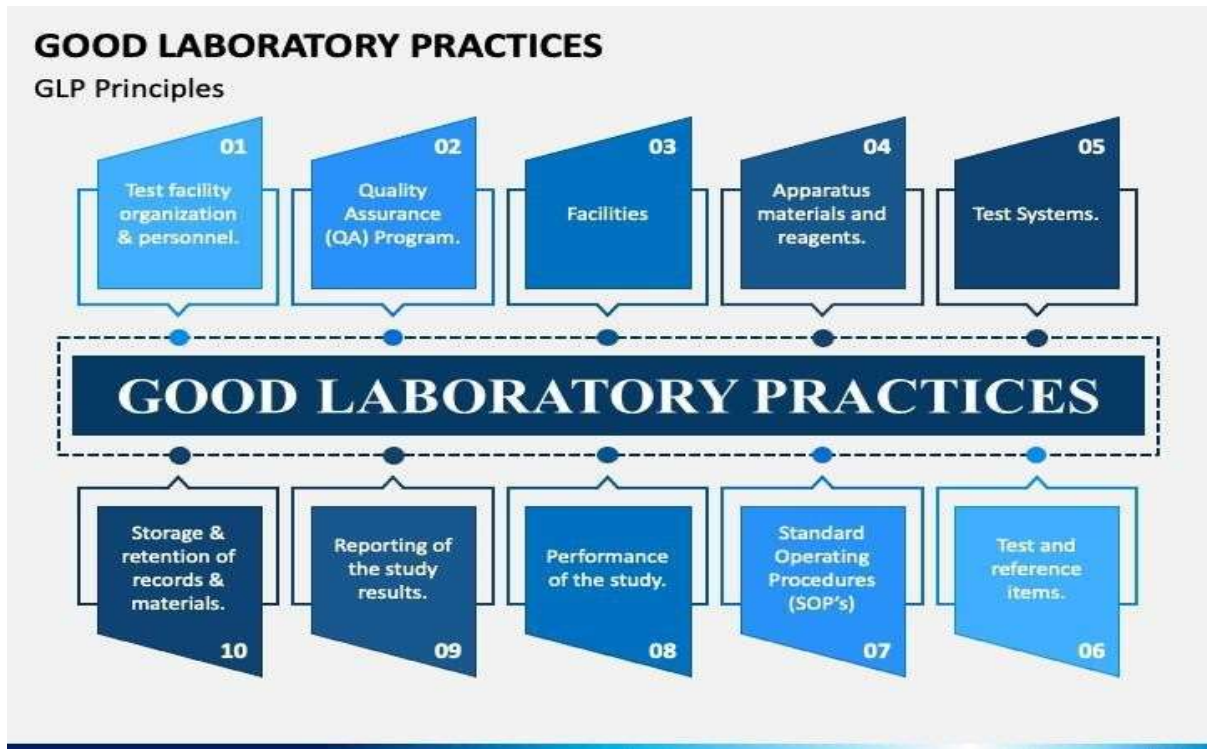 GOOD LABORATORY PRACTICES
GLP Principles
01
Test facility
organization
& personnel.
02
Quality
Assurance
(QA) Program.
03
Facilities
04
Apparatus
materials and
reagents.
05
Test Systems.
GOOD LABORATORY PRACTICES
Storage &
retention of
records &
materials.
10
Reporting of
the study
results.
09
Performance
of the study.
08
Standard
Operating
Procedures
(SOP's)
07
Test and
reference
items.
06